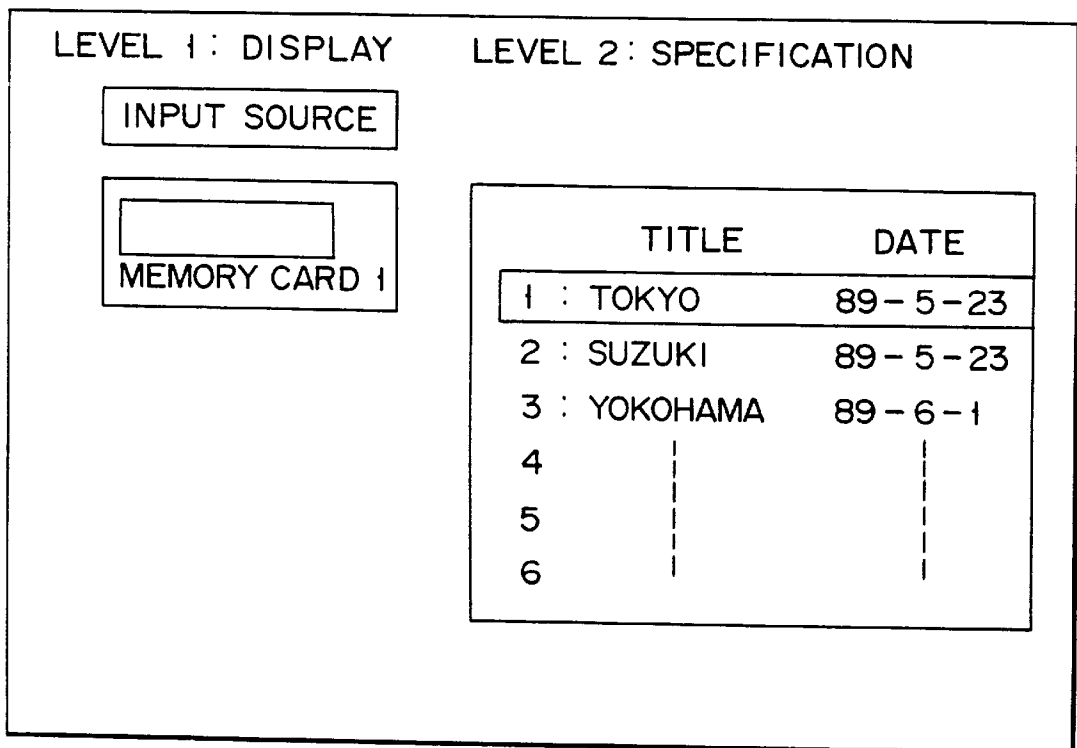 LEVEL 1: DISPLAY LEVEL 2: SPECIFICATION
INPUT SOURCE
MEMORY CARD 1
TITLE DATE
1 : TOKYO 89-5-23
2 : SUZUKI 89-5-23
3 : YOKOHAMA 89-6-1
4
5
6